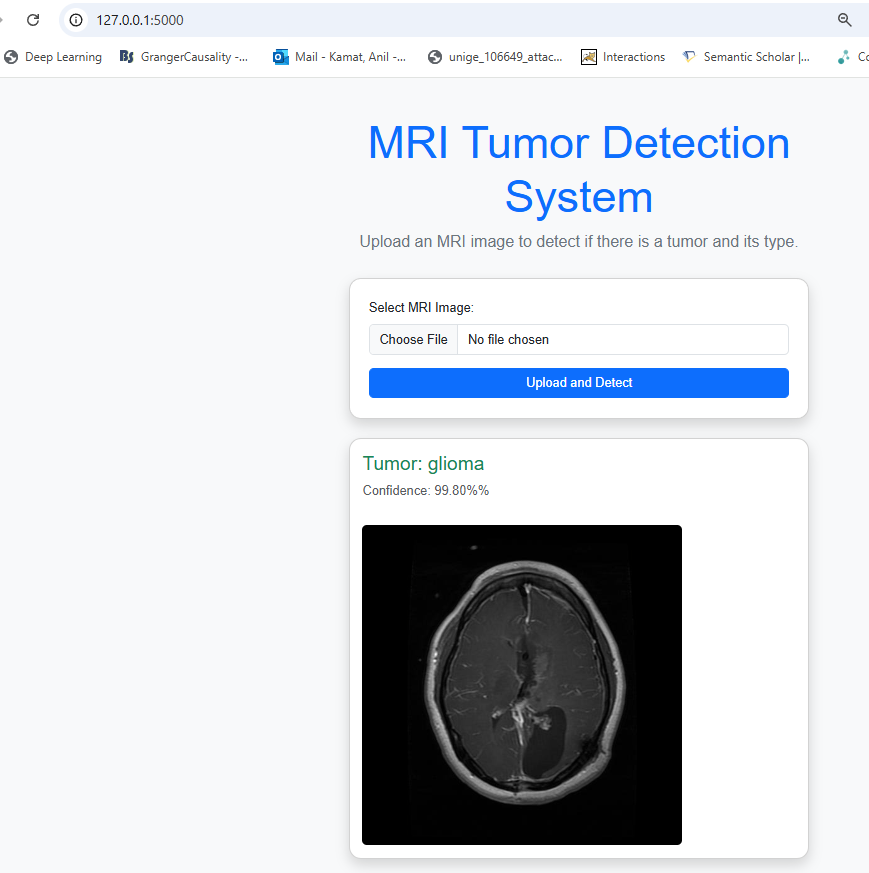 127.0.0.1:5000
Deep Learning GrangerCausality -... Mail - Kamat, Anil -... unige_106649_attac... Interactions Semantic Scholar |... Co
MRI Tumor Detection
System
Upload an MRI image to detect if there is a tumor and its type.
Select MRI Image:
Choose File No file chosen
Upload and Detect
Tumor: glioma
Confidence: 99.80%%